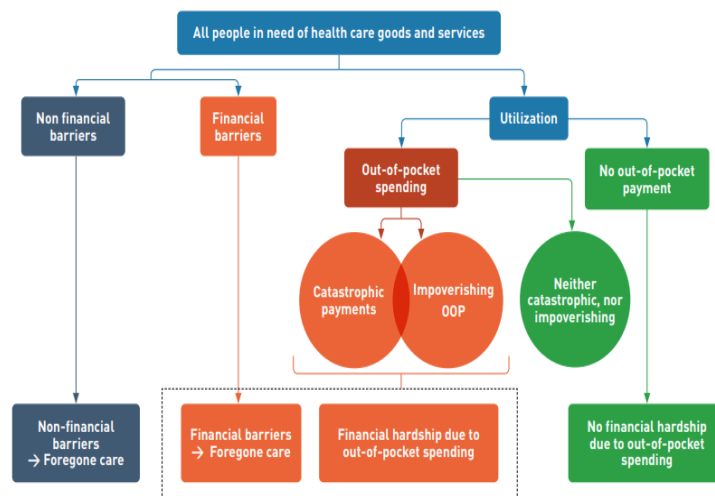 All people in need of health care goods and services
Non financial
barriers
Financial
barriers
Utilization
Out-of-pocket
spending
No out-of-pocket
payment
Catastrophic
payments
Impoverishing
OOP
Neither
catastrophic, nor
impoverishing
Non-financial
barriers
→ Foregone care
Financial barriers
→ Foregone care
Financial hardship due to
out-of-pocket spending
No financial hardship
due to out-of-pocket
spending